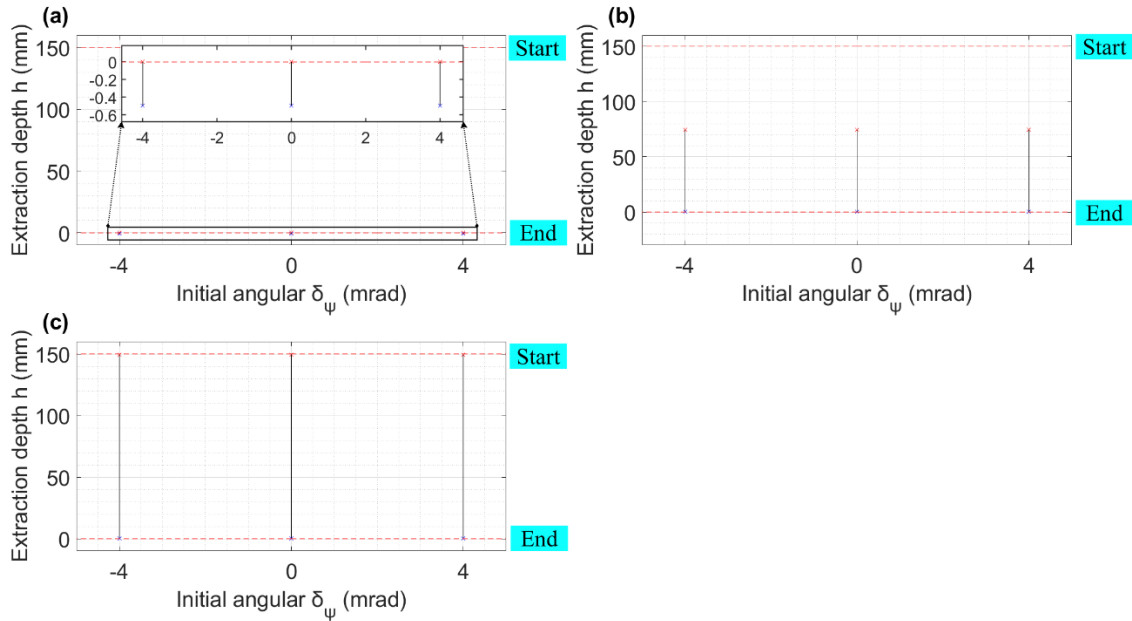 (a)
Extraction depth h (mm)
150
100
50
0
0
-0.2
-0.4
-0.6
-4
-2
0
2
4
-4
0
4
Initial angular δψ (mrad)
Start
End
(b)
Extraction depth h (mm)
150
100
50
0
-4
0
4
Initial angular δψ (mrad)
Start
End
(c)
Extraction depth h (mm)
150
100
50
0
-4
0
4
Initial angular δψ (mrad)
Start
End